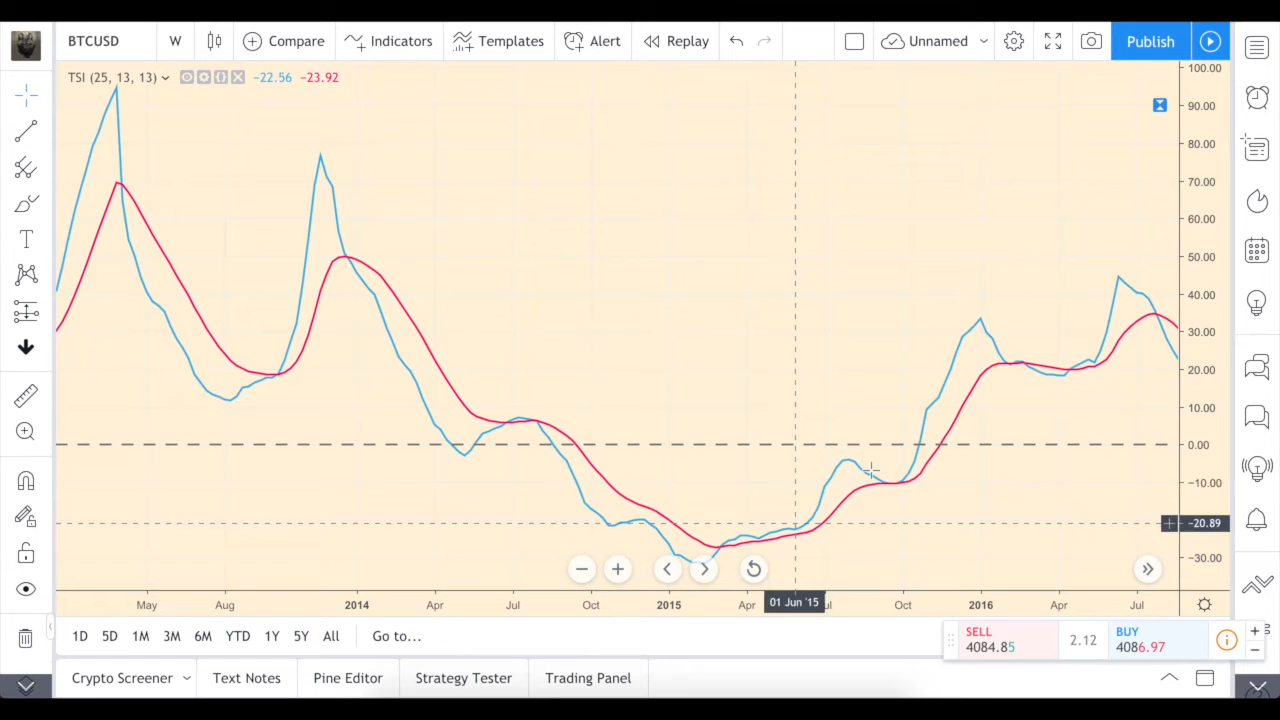 BTCUSD W Compare Indicators Templates Alert Replay Unnamed Publish
TSI (25, 13, 13) −22.56 −23.92
100.00
90.00
80.00
70.00
60.00
50.00
40.00
30.00
20.00
10.00
0.00
−10.00
−20.89
−30.00
May Aug 2014 Apr Jul Oct 2015 Apr 01 Jun '15 ul Oct 2016 Apr Jul
1D 5D 1M 3M 6M YTD 1Y 5Y All Go to...
SELL
4084.85
2.12
BUY
4086.97
Crypto Screener Text Notes Pine Editor Strategy Tester Trading Panel